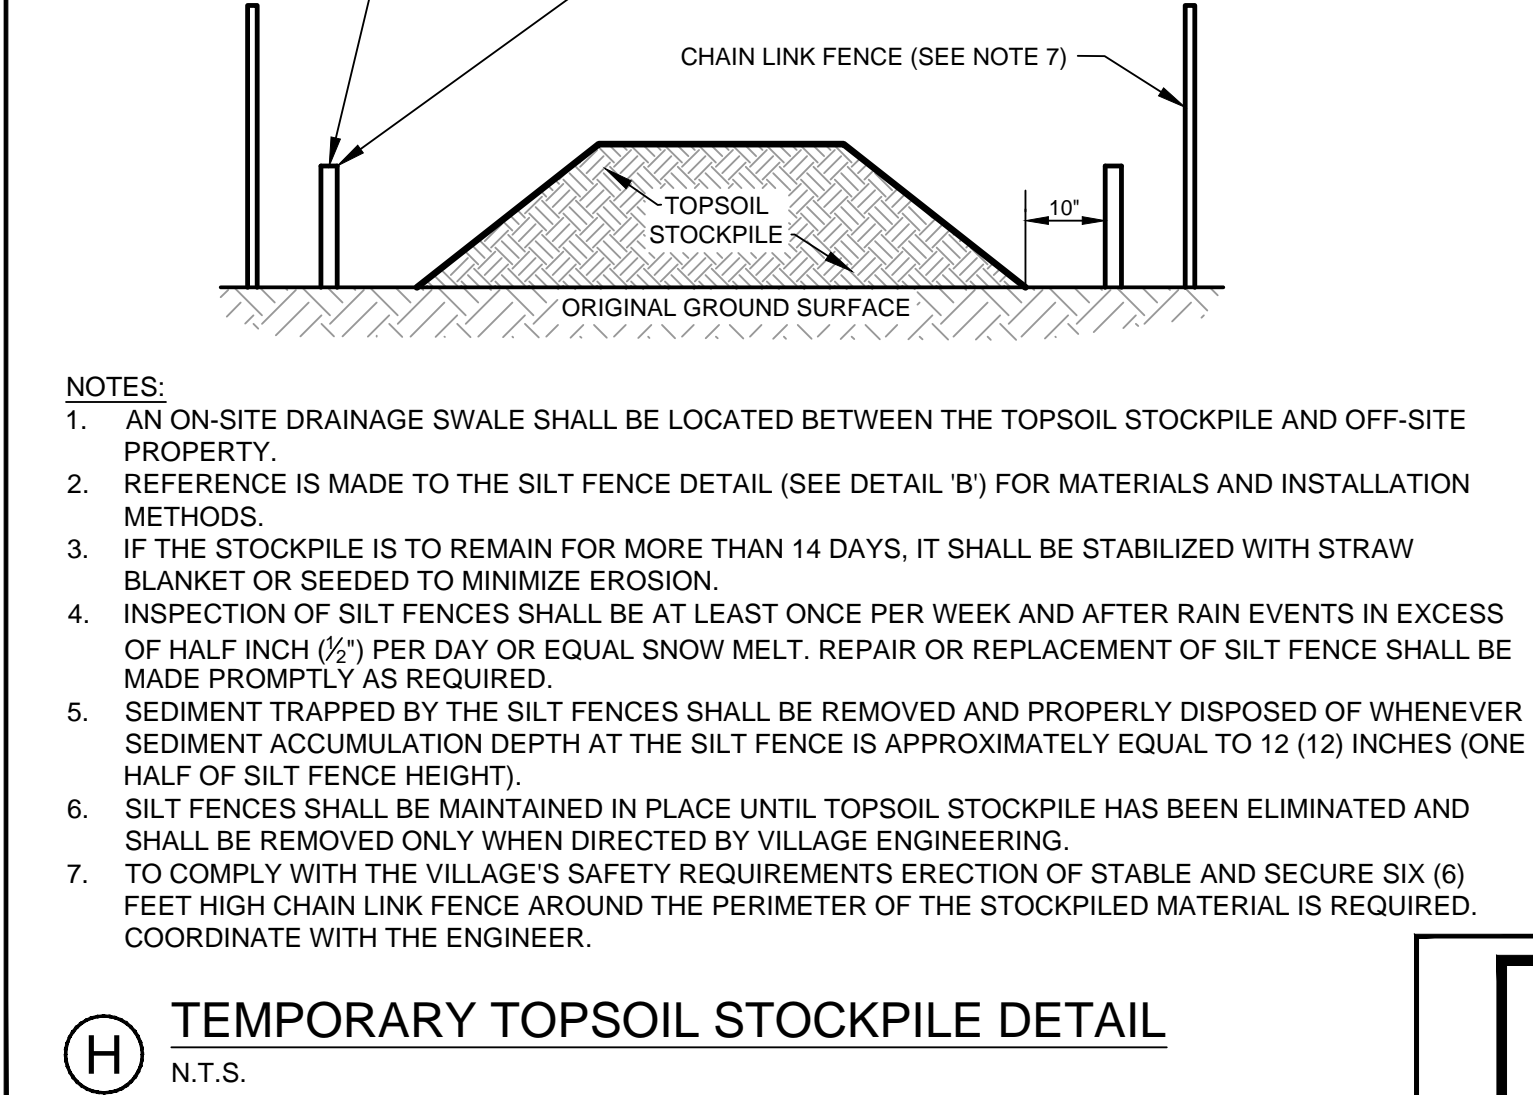 CHAIN LINK FENCE (SEE NOTE 7)
TOPSOIL
STOCKPILE
10"
ORIGINAL GROUND SURFACE
NOTES:
1. AN ON-SITE DRAINAGE SWALE SHALL BE LOCATED BETWEEN THE TOPSOIL STOCKPILE AND OFF-SITE
PROPERTY.
2. REFERENCE IS MADE TO THE SILT FENCE DETAIL (SEE DETAIL 'B') FOR MATERIALS AND INSTALLATION
METHODS.
3. IF THE STOCKPILE IS TO REMAIN FOR MORE THAN 14 DAYS, IT SHALL BE STABILIZED WITH STRAW
BLANKET OR SEEDED TO MINIMIZE EROSION.
4. INSPECTION OF SILT FENCES SHALL BE AT LEAST ONCE PER WEEK AND AFTER RAIN EVENTS IN EXCESS
OF HALF INCH (½") PER DAY OR EQUAL SNOW MELT. REPAIR OR REPLACEMENT OF SILT FENCE SHALL BE
MADE PROMPTLY AS REQUIRED.
5. SEDIMENT TRAPPED BY THE SILT FENCES SHALL BE REMOVED AND PROPERLY DISPOSED OF WHENEVER
SEDIMENT ACCUMULATION DEPTH AT THE SILT FENCE IS APPROXIMATELY EQUAL TO 12 (12) INCHES (ONE
HALF OF SILT FENCE HEIGHT).
6. SILT FENCES SHALL BE MAINTAINED IN PLACE UNTIL TOPSOIL STOCKPILE HAS BEEN ELIMINATED AND
SHALL BE REMOVED ONLY WHEN DIRECTED BY VILLAGE ENGINEERING.
7. TO COMPLY WITH THE VILLAGE'S SAFETY REQUIREMENTS ERECTION OF STABLE AND SECURE SIX (6)
FEET HIGH CHAIN LINK FENCE AROUND THE PERIMETER OF THE STOCKPILED MATERIAL IS REQUIRED.
COORDINATE WITH THE ENGINEER.
H
TEMPORARY TOPSOIL STOCKPILE DETAIL
N.T.S.